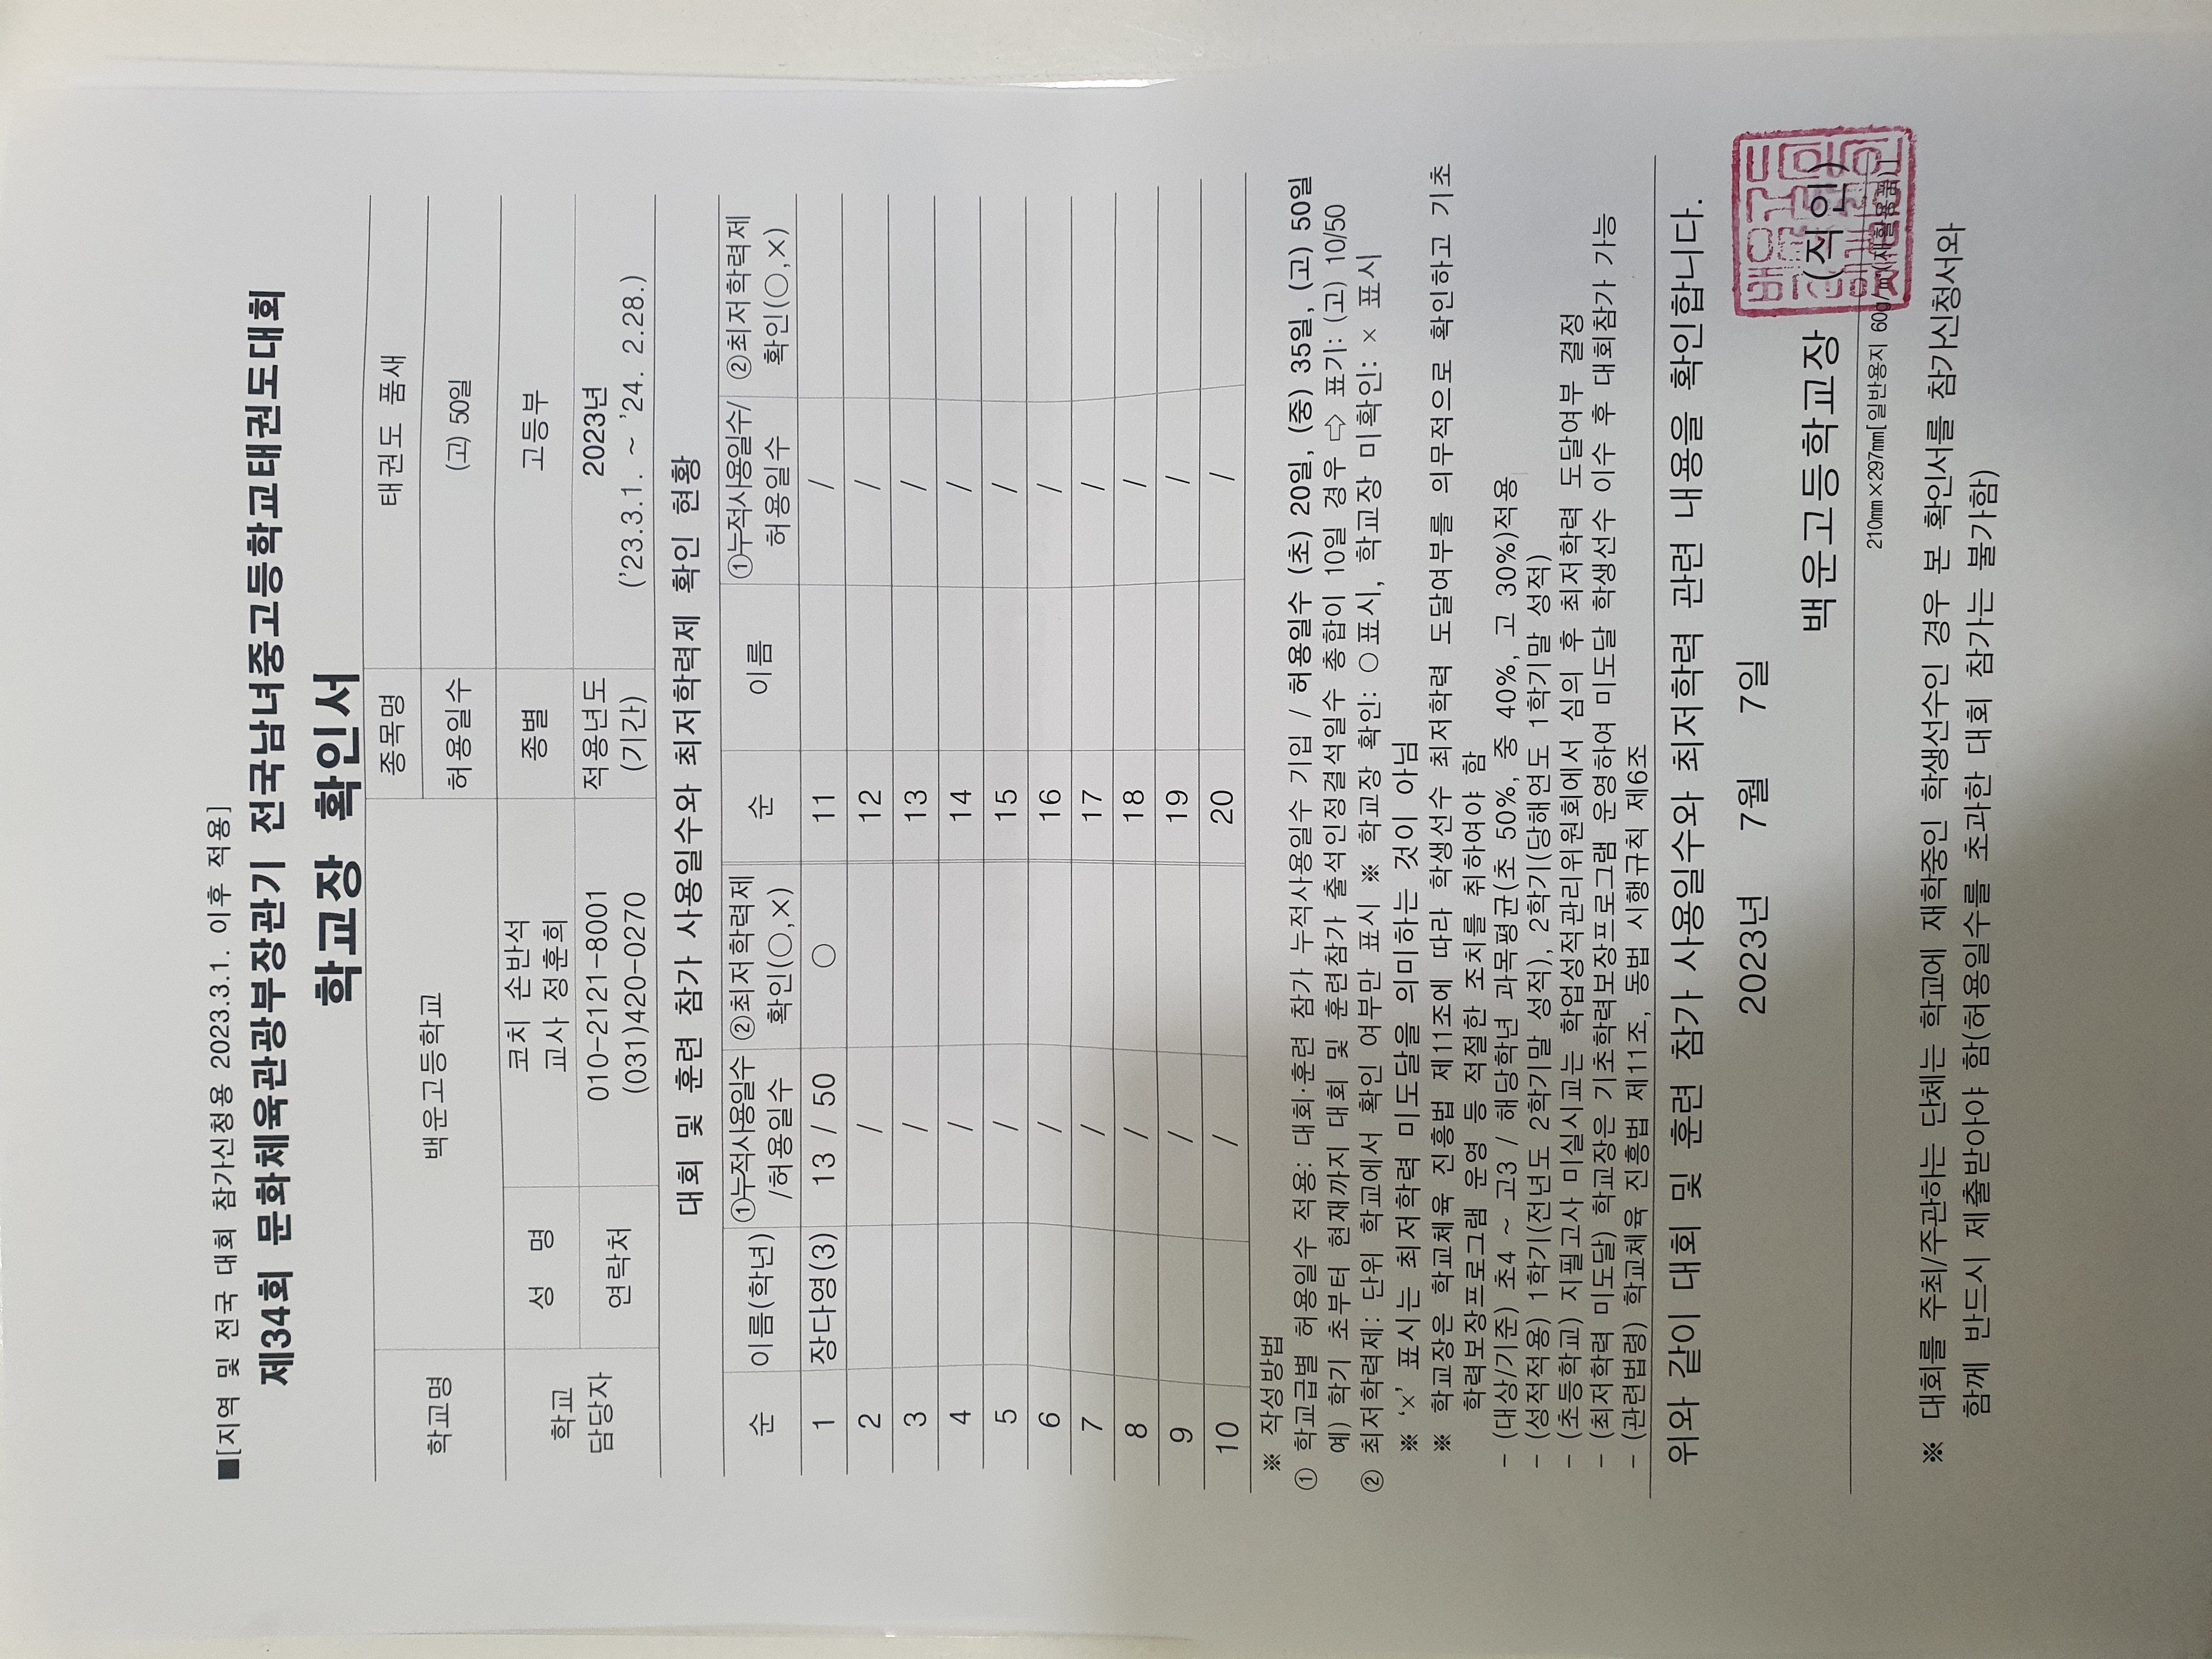 ■[지역 및 전국 대회 참가신청용 2023.3.1. 이후 적용]
제34회 문화체육관광부장관기 전국남녀중고등학교태권도대회
학교장 확인서
학교명 백운고등학교 종목명 태권도 품새
허용일수 (고) 50일
학교 담당자 성 명 코치 손반석 교사 정훈희 종별 고등부
연락처 010-2121-8001 (031)420-0270 적용년도 (기간) 2023년 ('23.3.1. ~ '24. 2.28.)
대회 및 훈련 참가 사용일수와 최저학력제 확인 현황
순 이름(학년) ①누적사용일수 /허용일수 ②최저학력제 확인(○,×) 순 이름 ①누적사용일수/ 허용일수 ②최저학력제 확인(○,×)
1 장다영(3) 13 / 50 ○ 11 /
2 / 12 /
3 / 13 /
4 / 14 /
5 / 15 /
6 / 16 /
7 / 17 /
8 / 18 /
9 / 19 /
10 / 20 /
※ 작성방법
① 학교급별 허용일수 적용: 대회·훈련 참가 누적사용일수 기입 / 허용일수 (초) 20일, (중) 35일, (고) 50일
예) 학기 초부터 현재까지 대회 및 훈련참가 출석인정결석일수 총합이 10일 경우 ⇨ 표기: (고) 10/50
② 최저학력제: 단위 학교에서 확인 여부만 표시 ※ 학교장 확인: ○표시, 학교장 미확인: × 표시
※ '×' 표시는 최저학력 미도달을 의미하는 것이 아님
※ 학교장은 학교체육 진흥법 제11조에 따라 학생선수 최저학력 도달여부를 의무적으로 확인하고 기초
학력보장프로그램 운영 등 적절한 조치를 취하여야 함
- (대상/기준) 초4 ~ 고3 / 해당학년 과목평균(초 50%, 중 40%, 고 30%)적용
- (성적적용) 1학기(전년도 2학기말 성적), 2학기(당해연도 1학기말 성적)
- (초등학교) 지필고사 미실시교는 학업성적관리위원회에서 심의 후 최저학력 도달여부 결정
- (최저학력 미도달) 학교장은 기초학력보장프로그램 운영하여 미도달 학생선수 이수 후 대회참가 가능
- (관련법령) 학교체육 진흥법 제11조, 동법 시행규칙 제6조
위와 같이 대회 및 훈련 참가 사용일수와 최저학력 관련 내용을 확인합니다.
2023년 7월 7일
백운고등학교장 (직인)
210㎜×297㎜[일반용지 60g/㎡(재활용품)]
※ 대회를 주최/주관하는 단체는 학교에 재학중인 학생선수인 경우 본 확인서를 참가신청서와
함께 반드시 제출받아야 함(허용일수를 초과한 대회 참가는 불가함)